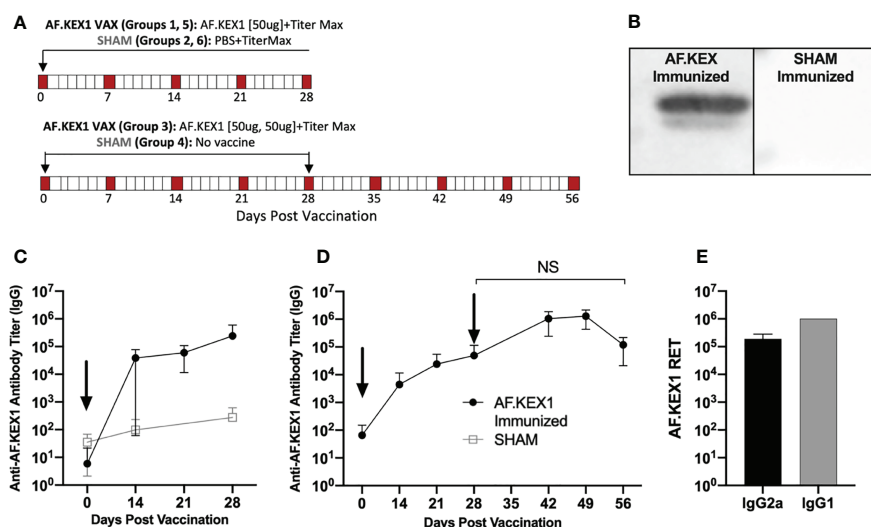 A
AF.KEX1 VAX (Groups 1, 5): AF.KEX1 [50ug]+Titer Max
SHAM (Groups 2, 6): PBS+TiterMax
0 7 14 21 28
AF.KEX1 VAX (Group 3): AF.KEX1 [50ug, 50ug]+Titer Max
SHAM (Group 4): No vaccine
0 7 14 21 28 35 42 49 56
Days Post Vaccination
B
AF.KEX
Immunized
SHAM
Immunized
C
Anti-AF.KEX1 Antibody Titer (IgG)
10⁷
10⁶
10⁵
10⁴
10³
10²
10¹
10⁰
0 14 21 28
Days Post Vaccination
D
NS
Anti-AF.KEX1 Antibody Titer (IgG)
10⁷
10⁶
10⁵
10⁴
10³
10²
10¹
10⁰
AF.KEX1
Immunized
SHAM
0 14 21 28 35 42 49 56
Days Post Vaccination
E
AF.KEX1 RET
10⁷
10⁶
10⁵
10⁴
10³
10²
10¹
10⁰
IgG2a IgG1